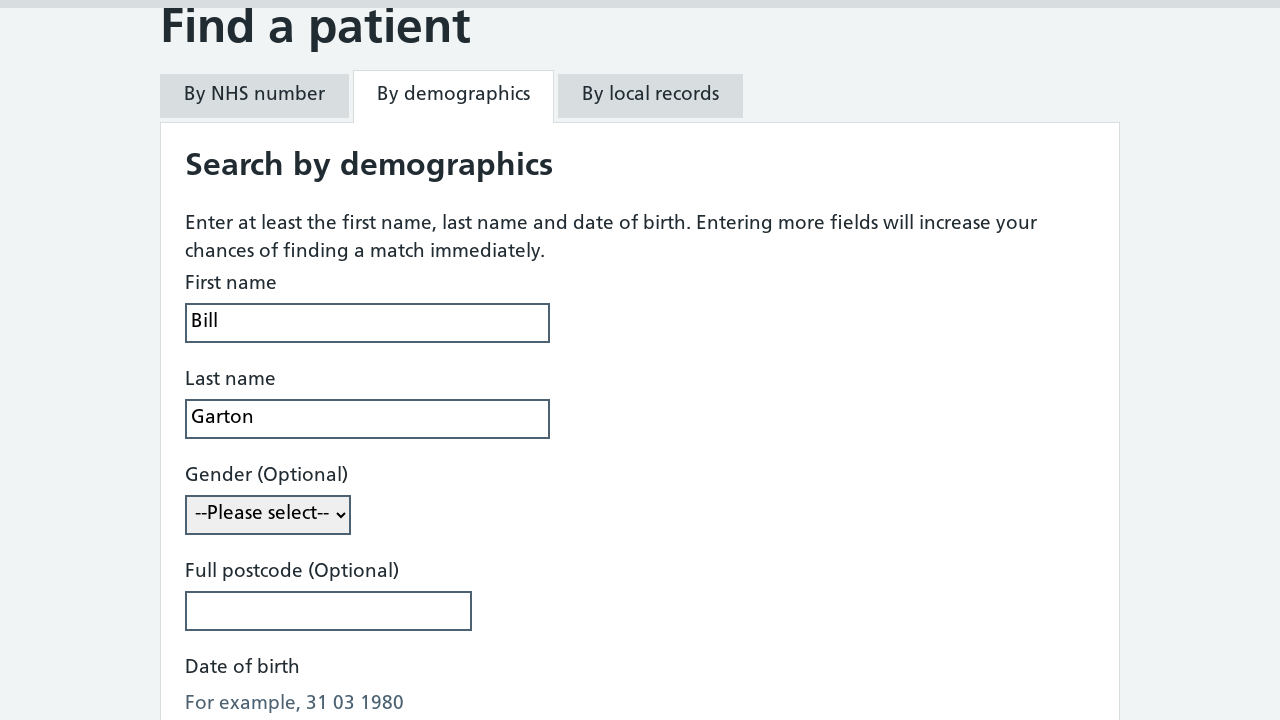 Find a patient
By NHS number
By demographics
By local records
Search by demographics
Enter at least the first name, last name and date of birth. Entering more fields will increase your
chances of finding a match immediately.
First name
Bill
Last name
Garton
Gender (Optional)
--Please select--
Full postcode (Optional)
Date of birth
For example, 31 03 1980